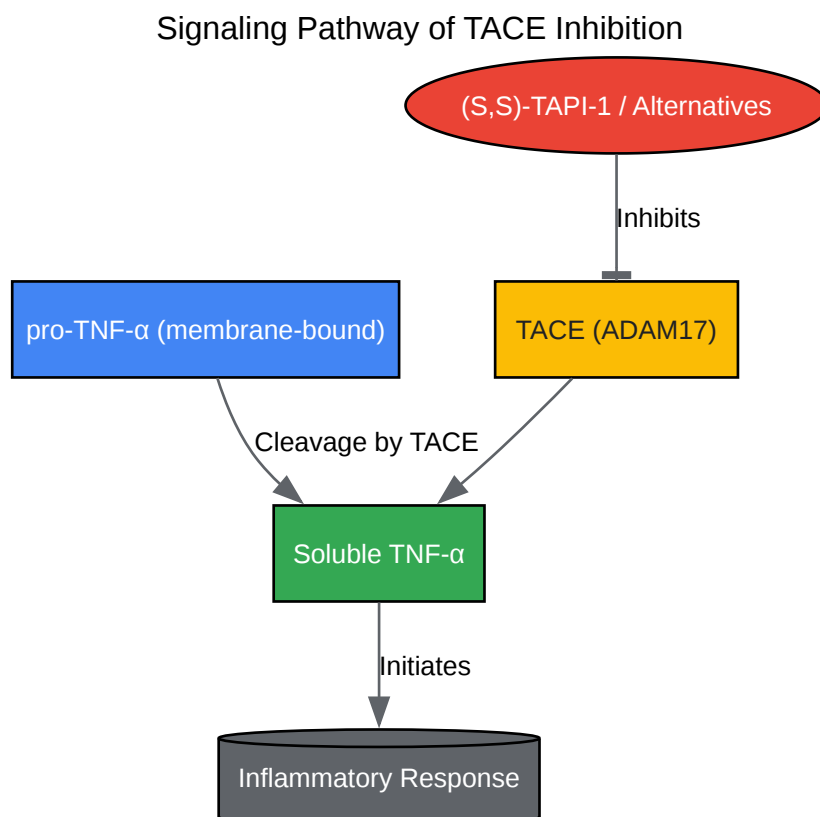 Signaling Pathway of TACE Inhibition
(S,S)-TAPI-1 / Alternatives
Inhibits
pro-TNF-α (membrane-bound)
TACE (ADAM17)
Cleavage by TACE
Soluble TNF-α
Initiates
Inflammatory Response